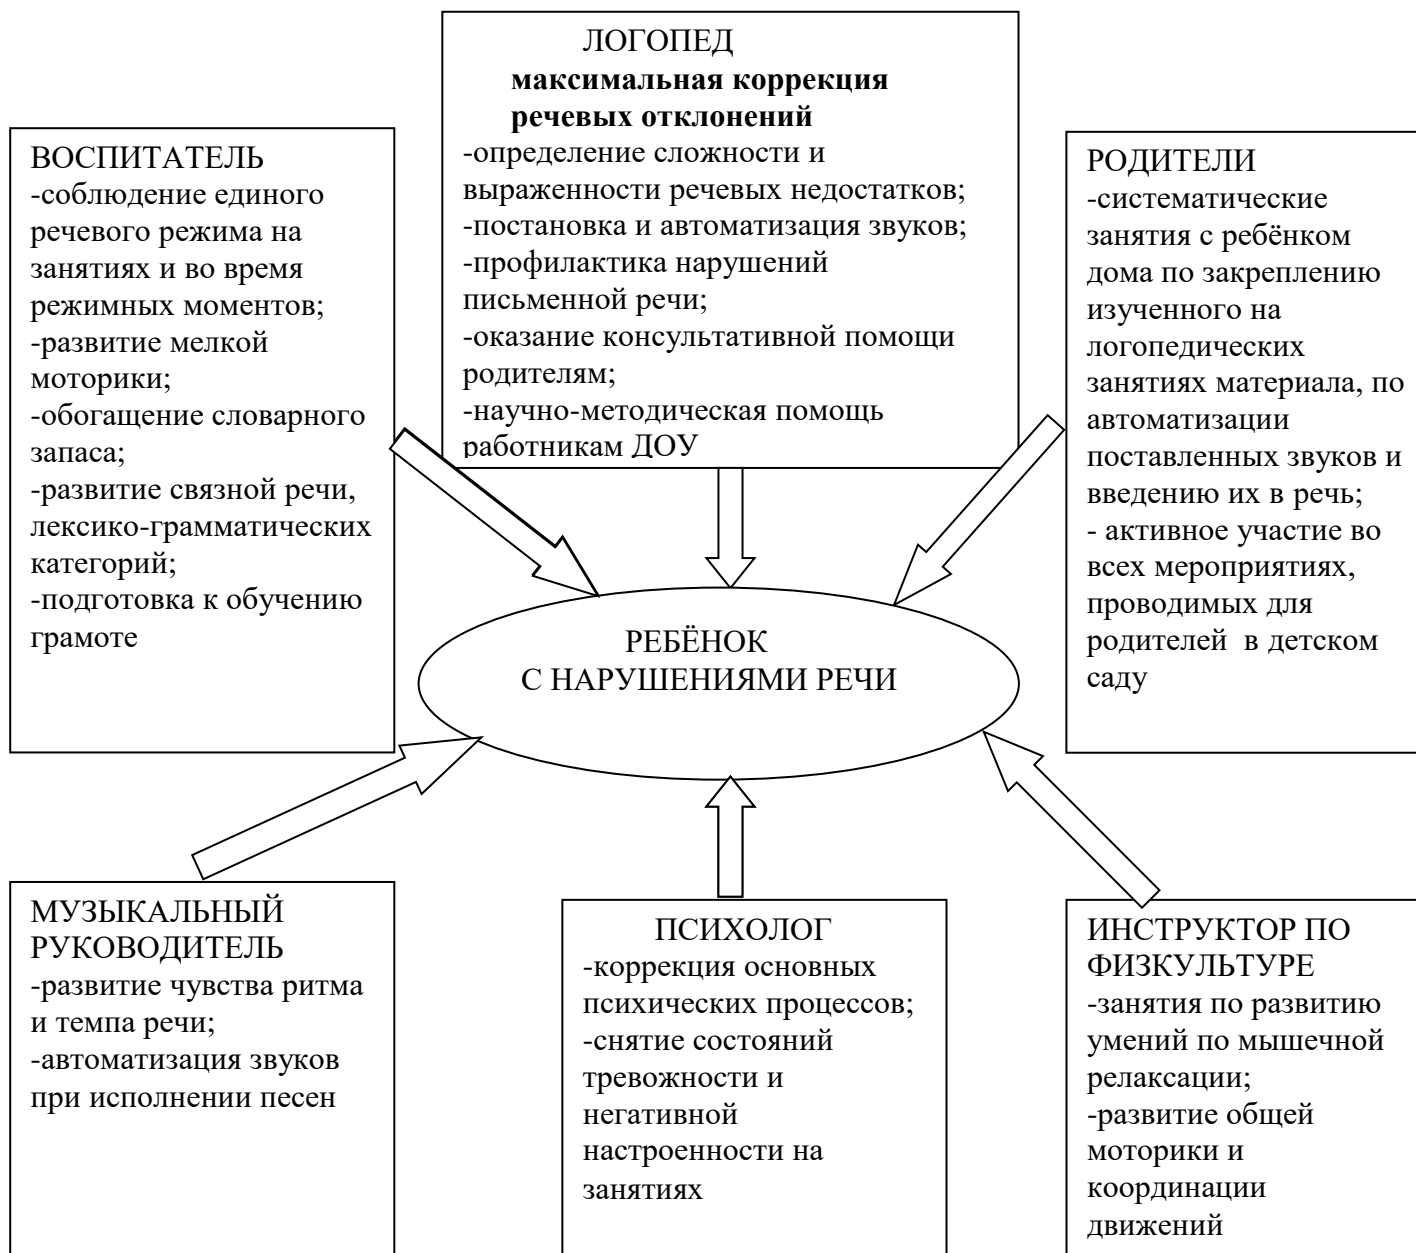 ЛОГОПЕД
максимальная коррекция
речевых отклонений
-определение сложности и
выраженности речевых недостатков;
-постановка и автоматизация звуков;
-профилактика нарушений
письменной речи;
-оказание консультативной помощи
родителям;
-научно-методическая помощь
работникам ДОУ
ВОСПИТАТЕЛЬ
-соблюдение единого
речевого режима на
занятиях и во время
режимных моментов;
-развитие мелкой
моторики;
-обогащение словарного
запаса;
-развитие связной речи,
лексико-грамматических
категорий;
-подготовка к обучению
грамоте
РОДИТЕЛИ
-систематические
занятия с ребёнком
дома по закреплению
изученного на
логопедических
занятиях материала, по
автоматизации
поставленных звуков и
введению их в речь;
- активное участие во
всех мероприятиях,
проводимых для
родителей  в детском
саду
РЕБЁНОК
С НАРУШЕНИЯМИ РЕЧИ
МУЗЫКАЛЬНЫЙ
РУКОВОДИТЕЛЬ
-развитие чувства ритма
и темпа речи;
-автоматизация звуков
при исполнении песен
ПСИХОЛОГ
-коррекция основных
психических процессов;
-снятие состояний
тревожности и
негативной
настроенности на
занятиях
ИНСТРУКТОР ПО
ФИЗКУЛЬТУРЕ
-занятия по развитию
умений по мышечной
релаксации;
-развитие общей
моторики и
координации
движений